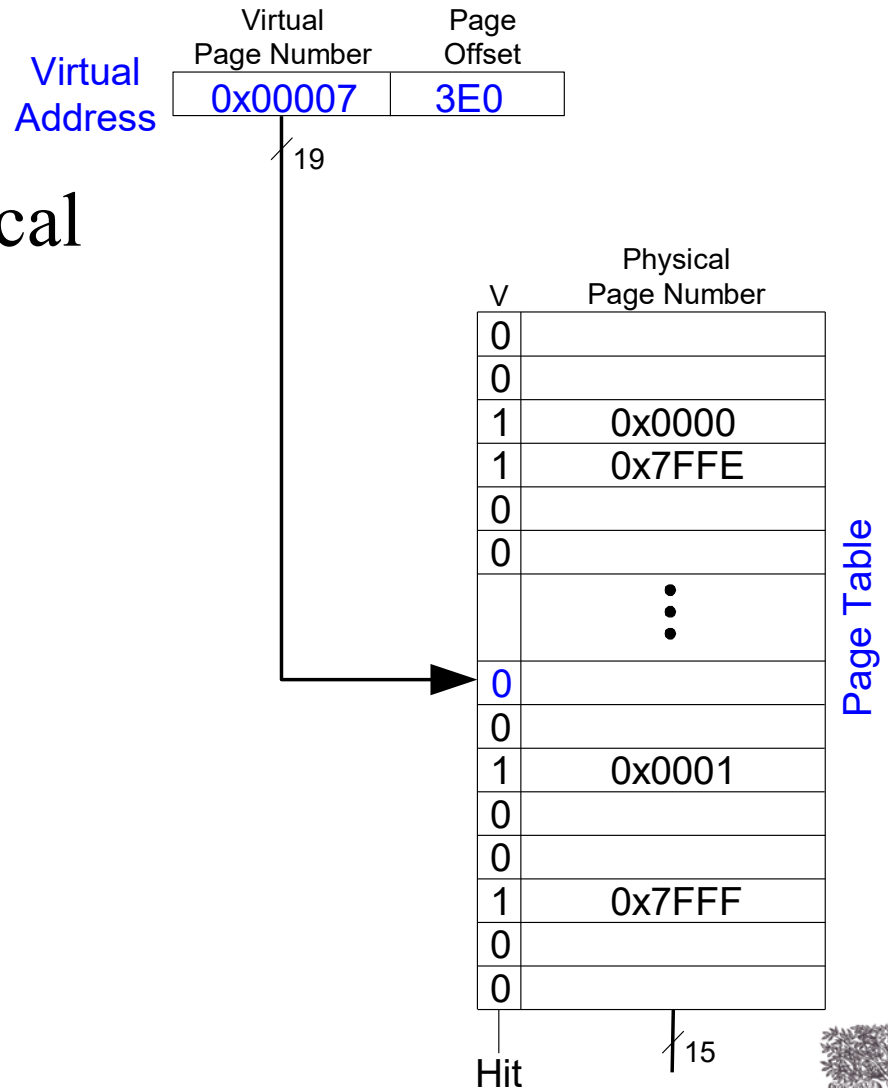 Virtual
Page Number
Page
Offset
Virtual
Address
0x00007
3E0
19
cal
Physical
Page Number
V
0
0
1 0x0000
1 0x7FFE
0
0
0
0
1 0x0001
0
0
1 0x7FFF
0
0
Page Table
Hit
15